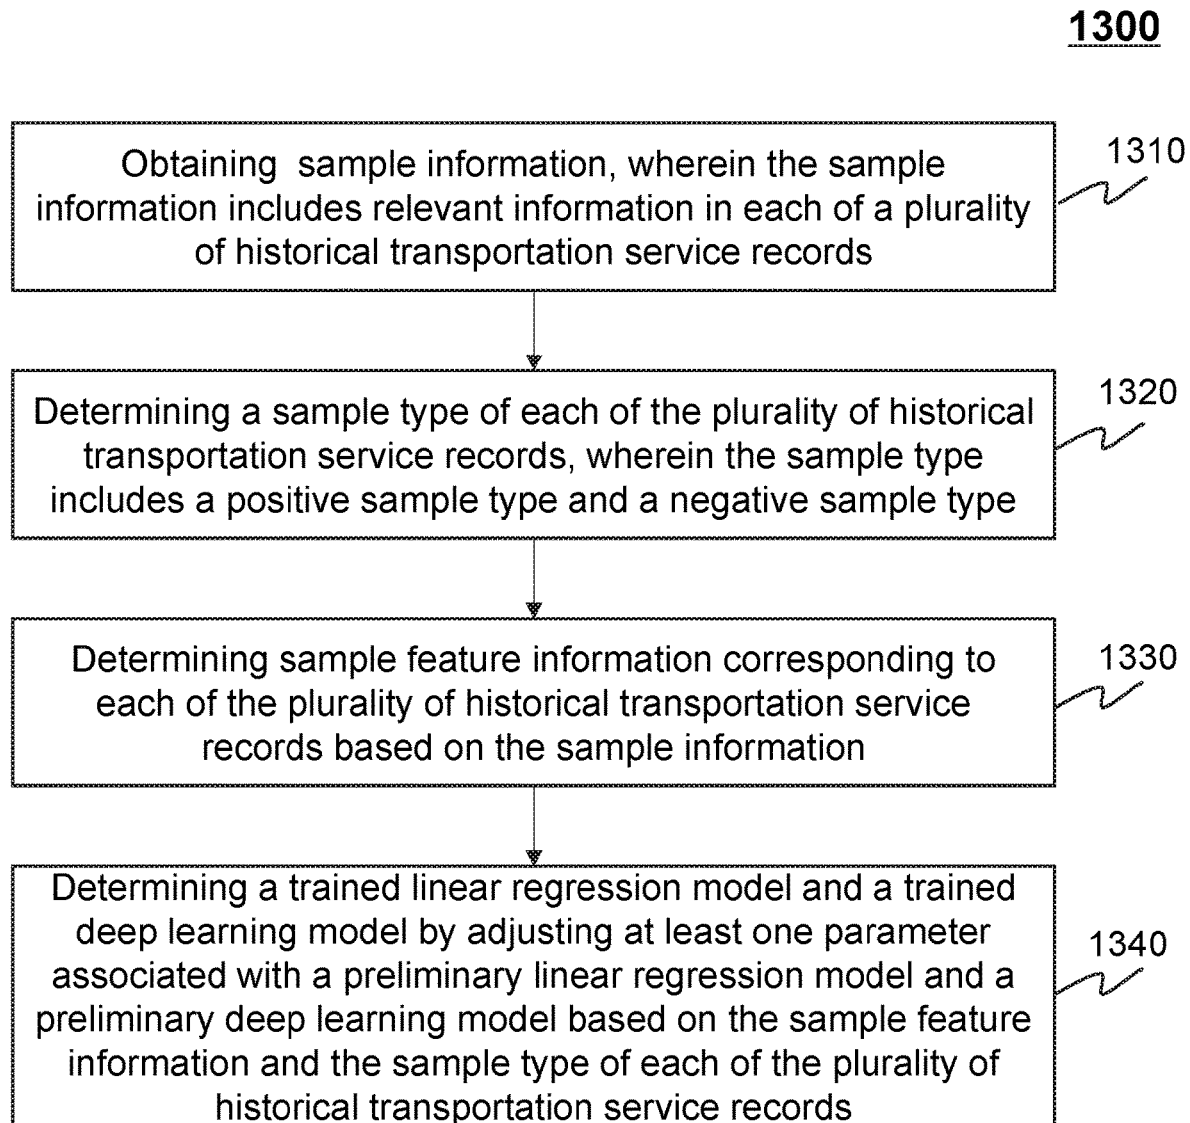 1300
Obtaining sample information, wherein the sample
information includes relevant information in each of a plurality
of historical transportation service records
1310
Determining a sample type of each of the plurality of historical
transportation service records, wherein the sample type
includes a positive sample type and a negative sample type
1320
Determining sample feature information corresponding to
each of the plurality of historical transportation service
records based on the sample information
1330
Determining a trained linear regression model and a trained
deep learning model by adjusting at least one parameter
associated with a preliminary linear regression model and a
preliminary deep learning model based on the sample feature
information and the sample type of each of the plurality of
historical transportation service records
1340